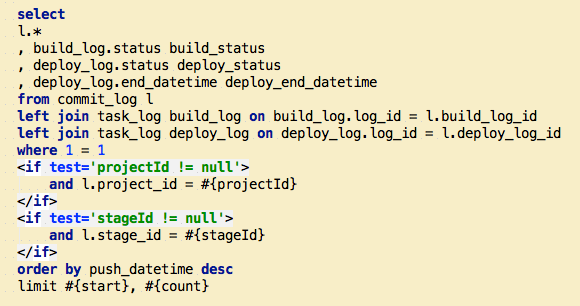 select
l.*
, build_log.status build_status
, deploy_log.status deploy_status
, deploy_log.end_datetime deploy_end_datetime
from commit_log l
left join task_log build_log on build_log.log_id = l.build_log_id
left join task_log deploy_log on deploy_log.log_id = l.deploy_log_id
where 1 = 1
<if test='projectId != null'>
    and l.project_id = #{projectId}
</if>
<if test='stageId != null'>
    and l.stage_id = #{stageId}
</if>
order by push_datetime desc
limit #{start}, #{count}